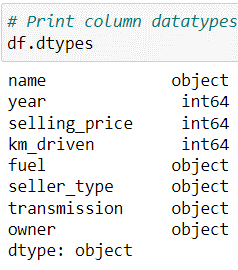 # Print column datatypes
df.dtypes
name object
year int64
selling_price int64
km_driven int64
fuel object
seller_type object
transmission object
owner object
dtype: object